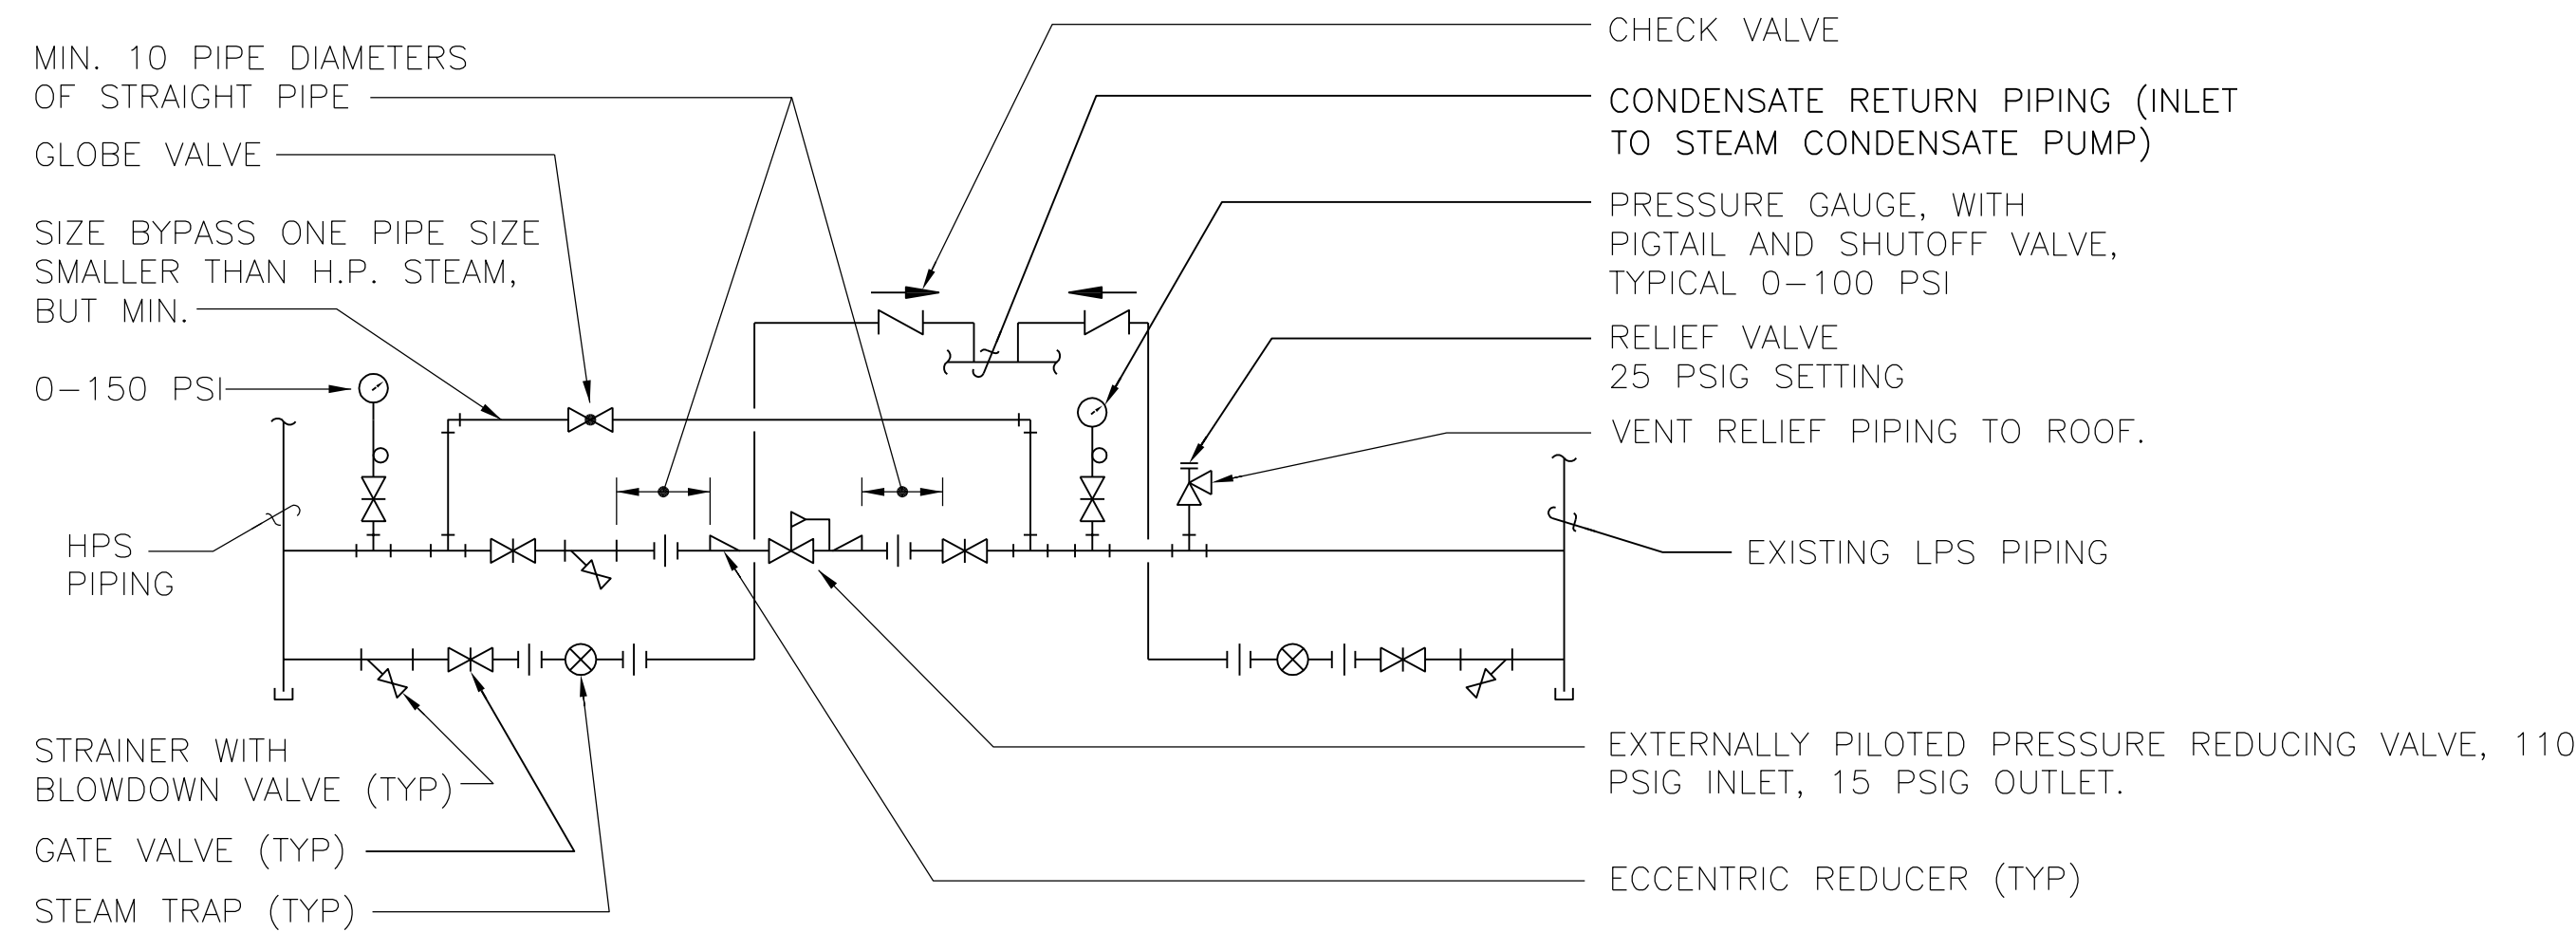 MIN. 10 PIPE DIAMETERS
OF STRAIGHT PIPE
GLOBE VALVE
SIZE BYPASS ONE PIPE SIZE
SMALLER THAN H.P. STEAM,
BUT MIN.
0-150 PSI
HPS
PIPING
STRAINER WITH
BLOWDOWN VALVE (TYP)
GATE VALVE (TYP)
STEAM TRAP (TYP)
CHECK VALVE
CONDENSATE RETURN PIPING (INLET
TO STEAM CONDENSATE PUMP)
PRESSURE GAUGE, WITH
PIGTAIL AND SHUTOFF VALVE,
TYPICAL 0-100 PSI
RELIEF VALVE
25 PSIG SETTING
VENT RELIEF PIPING TO ROOF.
EXISTING LPS PIPING
EXTERNALLY PILOTED PRESSURE REDUCING VALVE, 110
PSIG INLET, 15 PSIG OUTLET.
ECCENTRIC REDUCER (TYP)